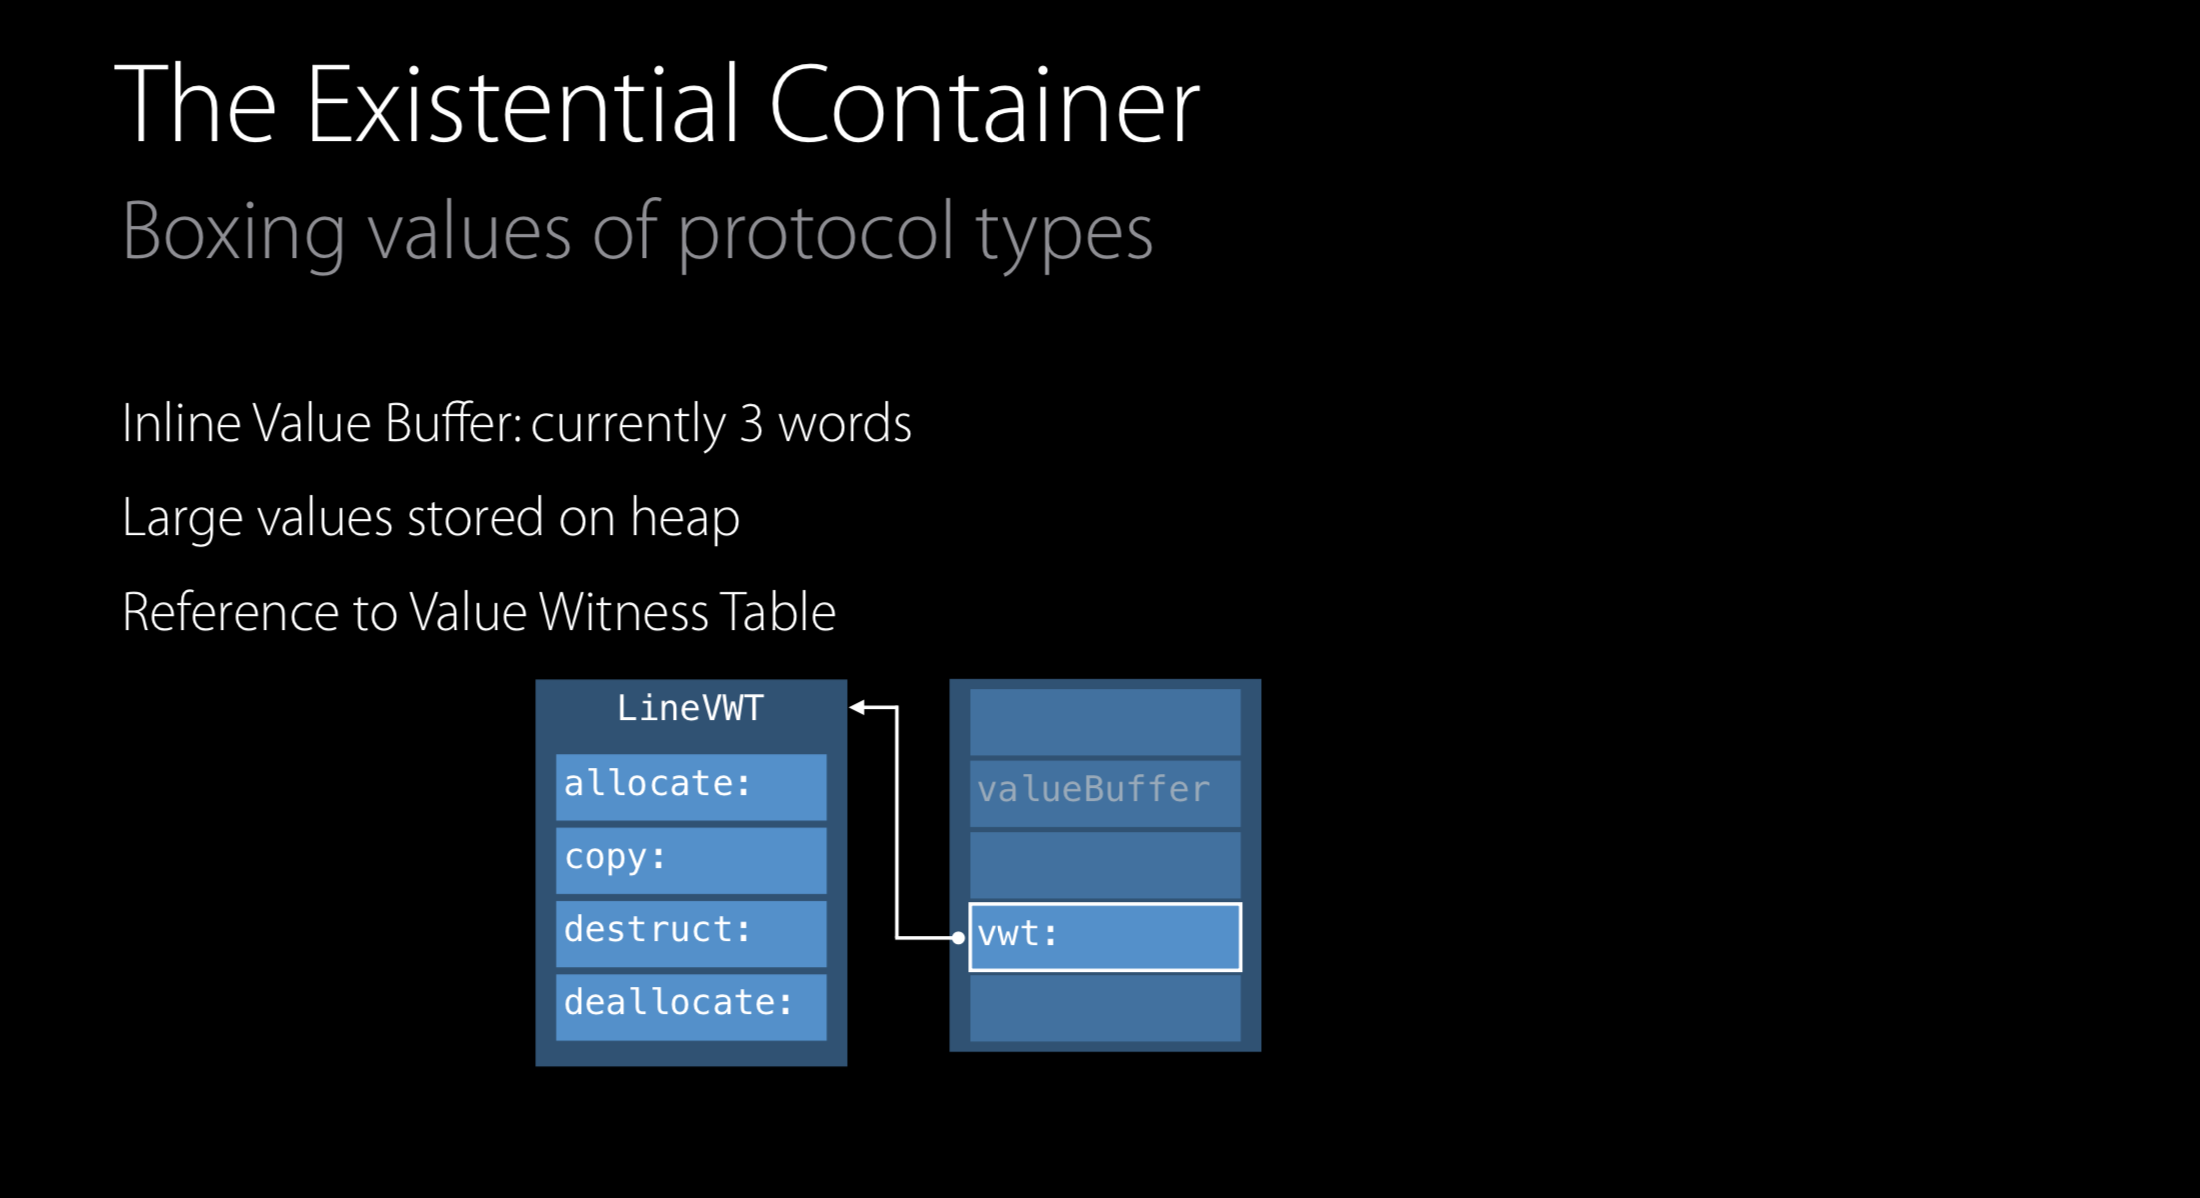 The Existential Container
Boxing values of protocol types
Inline Value Buffer: currently 3 words
Large values stored on heap
Reference to Value Witness Table
LineVWT
allocate:
copy:
destruct:
deallocate:
valueBuffer
vwt: